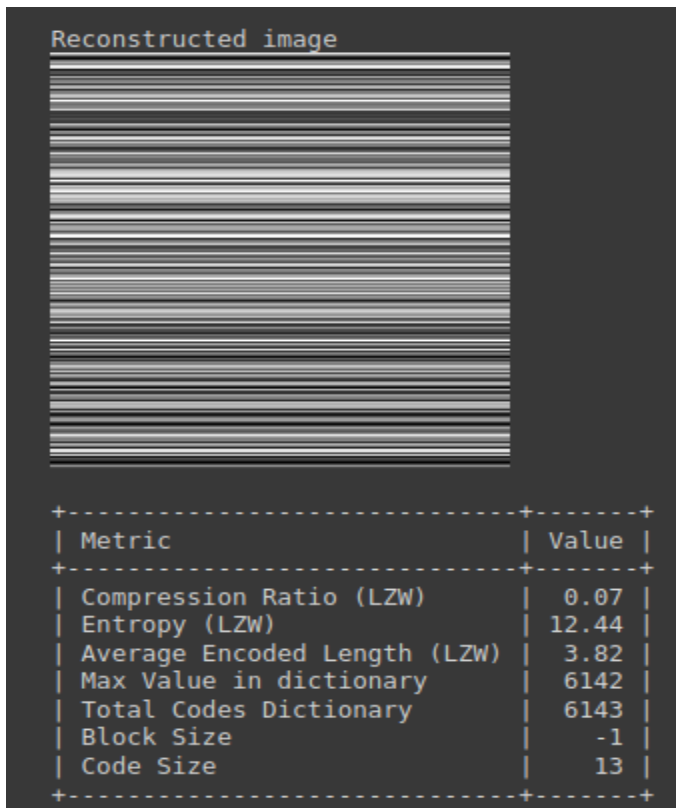 Reconstructed image
+------------------------------+-------+
| Metric                       | Value |
+------------------------------+-------+
| Compression Ratio (LZW)      |  0.07 |
| Entropy (LZW)                | 12.44 |
| Average Encoded Length (LZW) |  3.82 |
| Max Value in dictionary      |  6142 |
| Total Codes Dictionary       |  6143 |
| Block Size                   |    -1 |
| Code Size                    |    13 |
+------------------------------+-------+